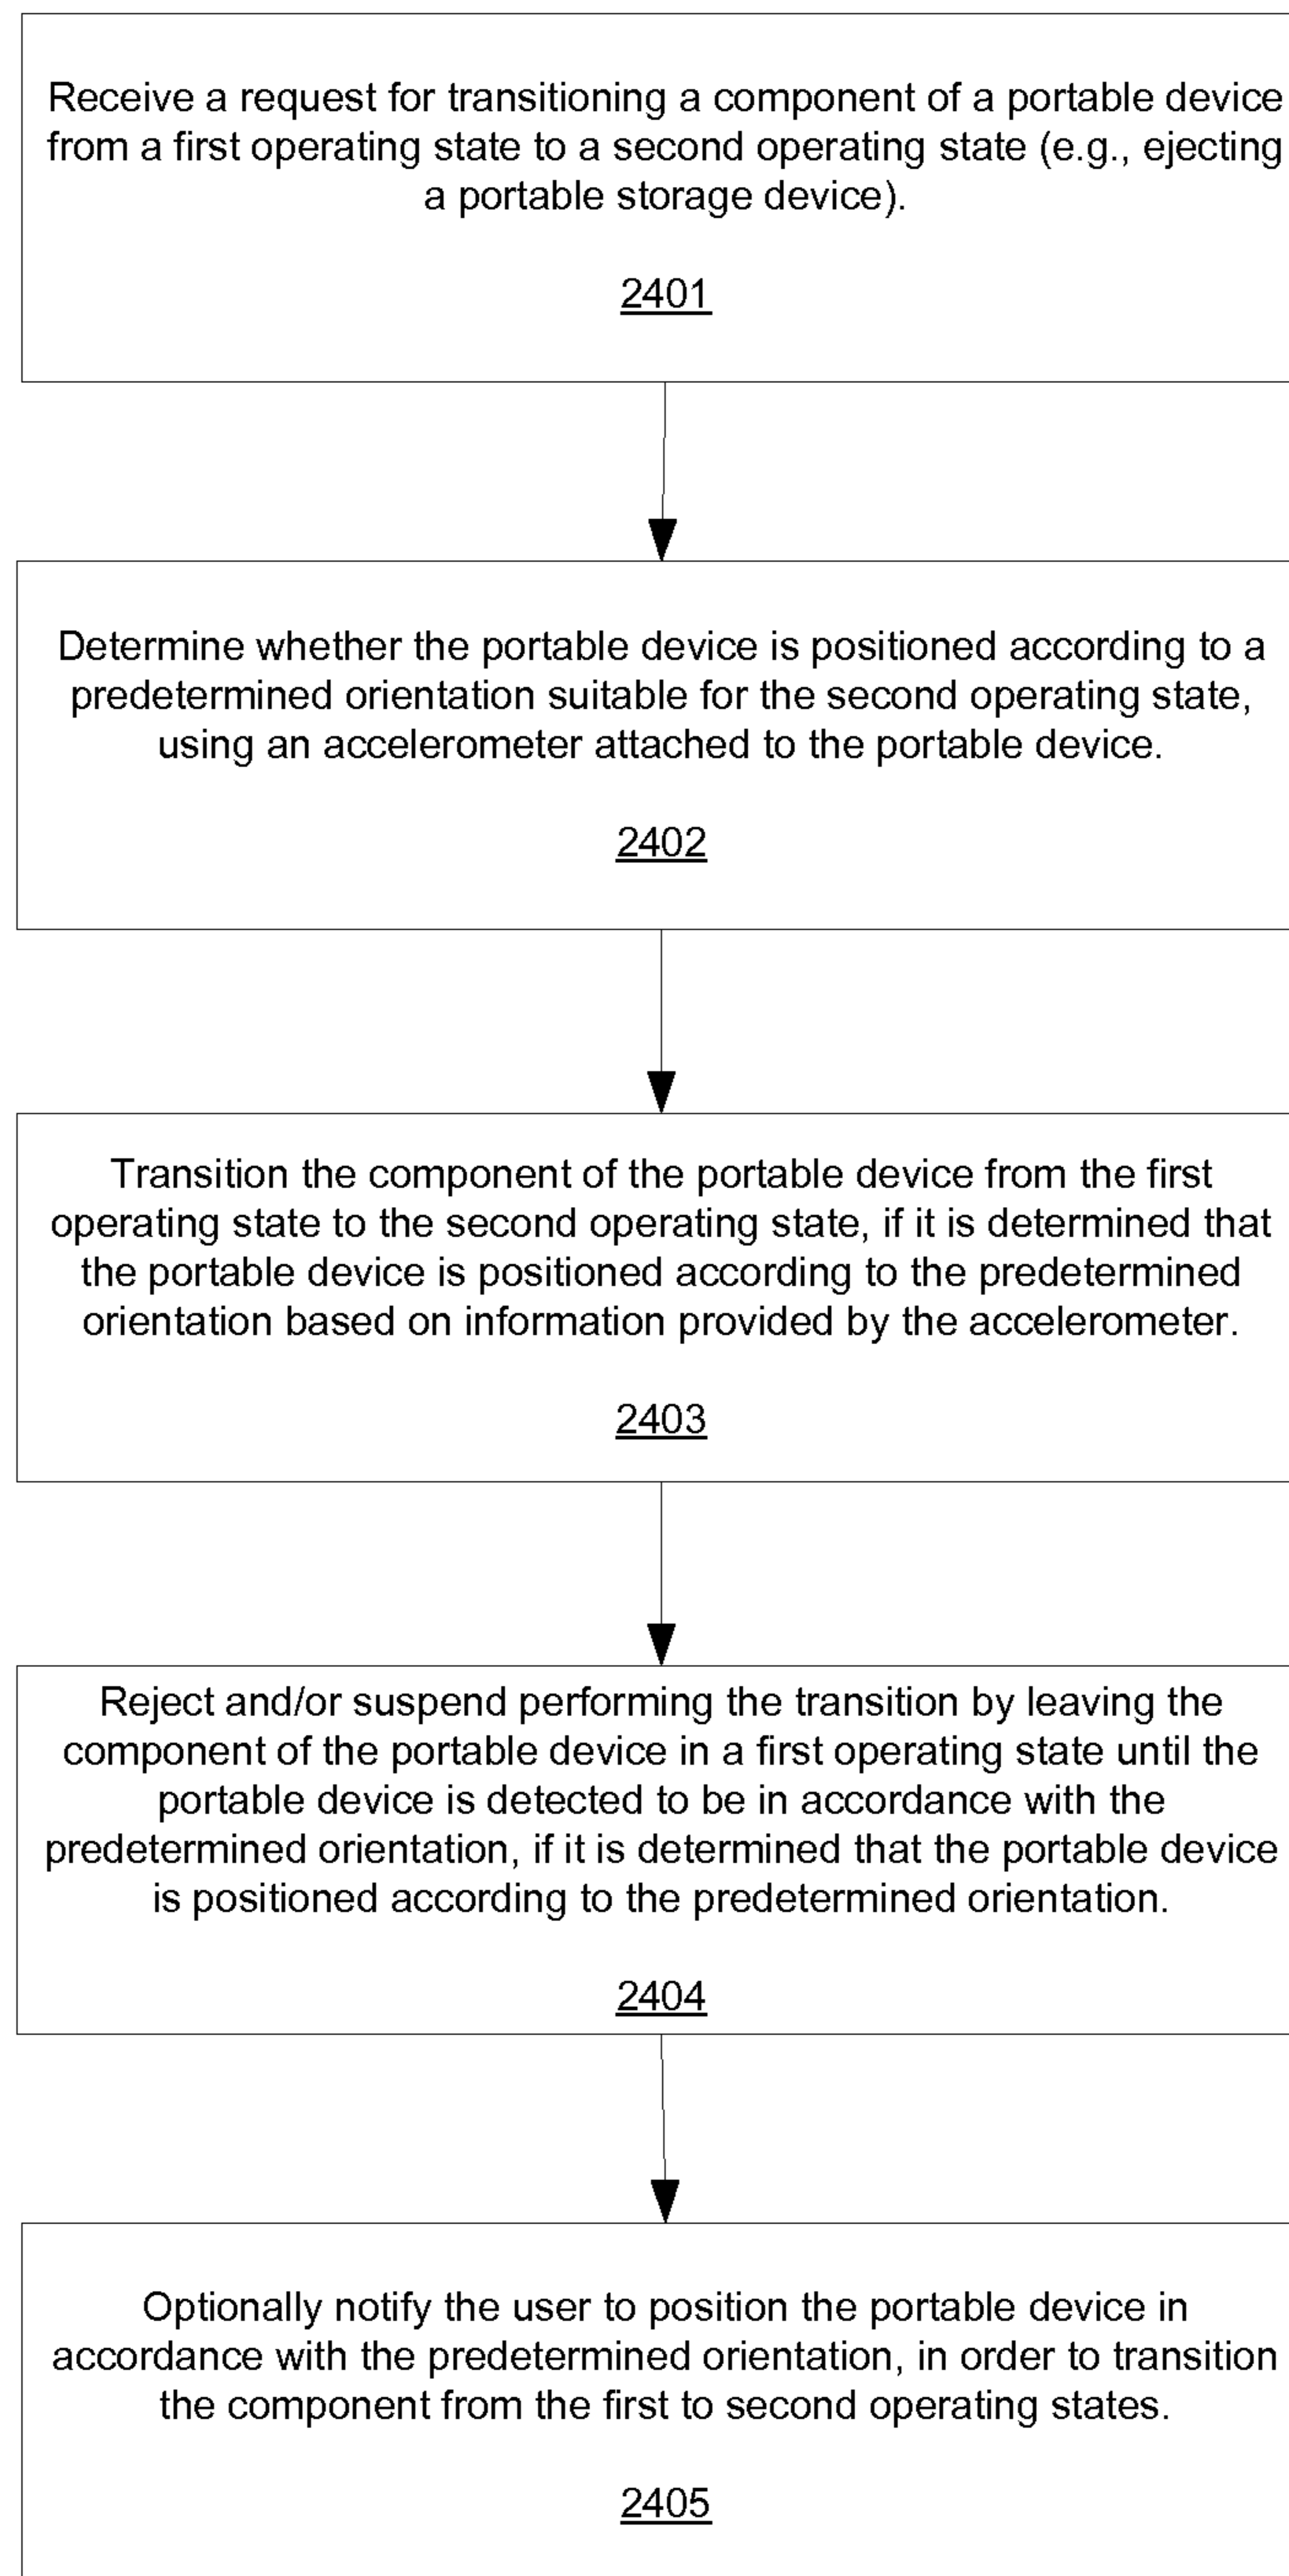 Receive a request for transitioning a component of a portable device
from a first operating state to a second operating state (e.g., ejecting
a portable storage device).
2401
Determine whether the portable device is positioned according to a
predetermined orientation suitable for the second operating state,
using an accelerometer attached to the portable device.
2402
Transition the component of the portable device from the first
operating state to the second operating state, if it is determined that
the portable device is positioned according to the predetermined
orientation based on information provided by the accelerometer.
2403
Reject and/or suspend performing the transition by leaving the
component of the portable device in a first operating state until the
portable device is detected to be in accordance with the
predetermined orientation, if it is determined that the portable device
is positioned according to the predetermined orientation.
2404
Optionally notify the user to position the portable device in
accordance with the predetermined orientation, in order to transition
the component from the first to second operating states.
2405